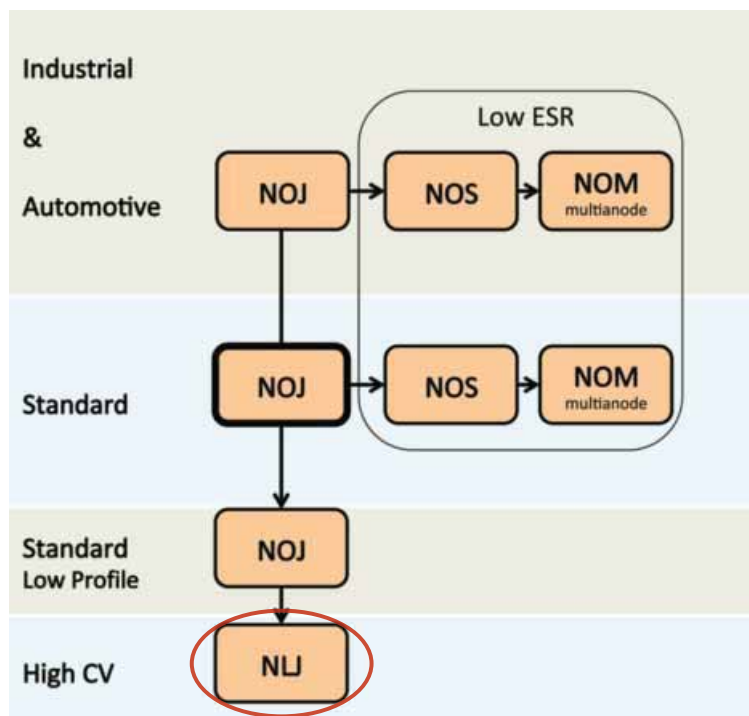 Industrial
&
Automotive
Low ESR
NOJ
NOS
NOM
multianode
Standard
NOJ
NOS
NOM
multianode
Standard
Low Profile
NOJ
High CV
NLJ